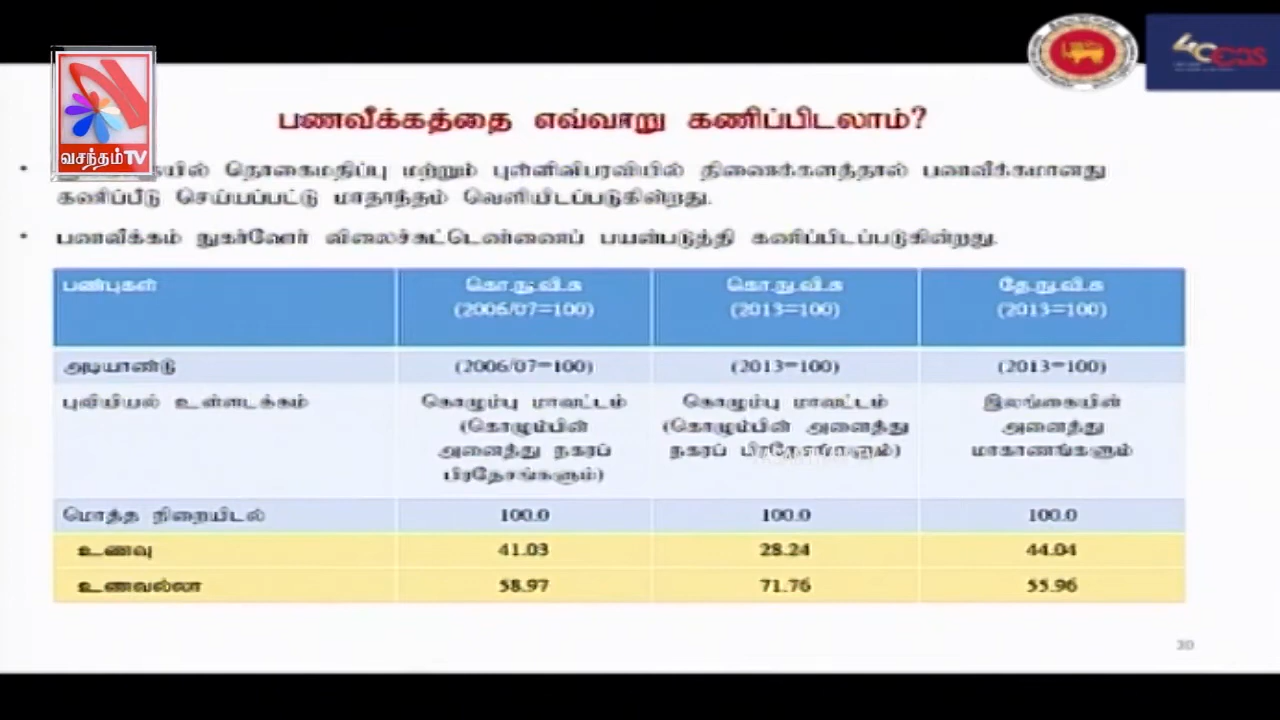 வசந்தம்TV
பணவீக்கத்தை எவ்வாறு கணிப்பிடலாம்?
தொகைமதிப்பு மற்றும் புள்ளிவிபரவியில் திணைக்களத்தால் பணவீக்கமானது
கணிப்பீடு செய்யப்பட்டு மாதாந்தம் வெளியிடப்படுகின்றது.
பணவீக்கம் நுகர்வோர் விலைச்சுட்டெண்ணைப் பயன்படுத்தி கணிப்பிடப்படுகின்றது.
பண்புகள் கொ.நு.வி.சு கொ.நு.வி.சு தே.நு.வி.சு
(2006/07=100) (2013=100) (2013=100)
அடியாண்டு (2006/07=100) (2013=100) (2013=100)
புவியியல் உள்ளடக்கம் கொழும்பு மாவட்டம் கொழும்பு மாவட்டம் இலங்கையின்
(கொழும்பின் (கொழும்பின் அனைத்து அனைத்து
அனைத்து நகரப் நகரப் பிரதேசங்களும்) மாகாணங்களும்
பிரதேசங்களும்)
மொத்த நிறையிடல் 100.0 100.0 100.0
உணவு 41.03 28.24 44.04
உணவல்லா 58.97 71.76 55.96
30